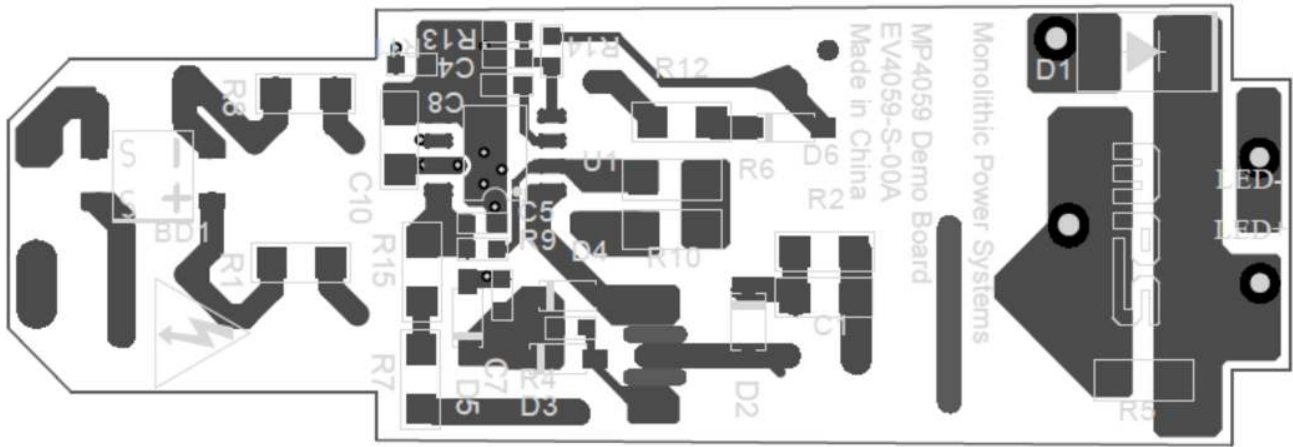 R13
R14
C4
C8
R12
MP4059 Demo Board
EV4059-S-00A
Made in China
Monolithic Power Systems
D1
R8
S
S
-
+
BD1
C10
U1
R6
D6
R2
C5
R9
D4
R10
R15
R1
C1
LED-
LED+
R7
D5
C7
R4
D3
D2
R5